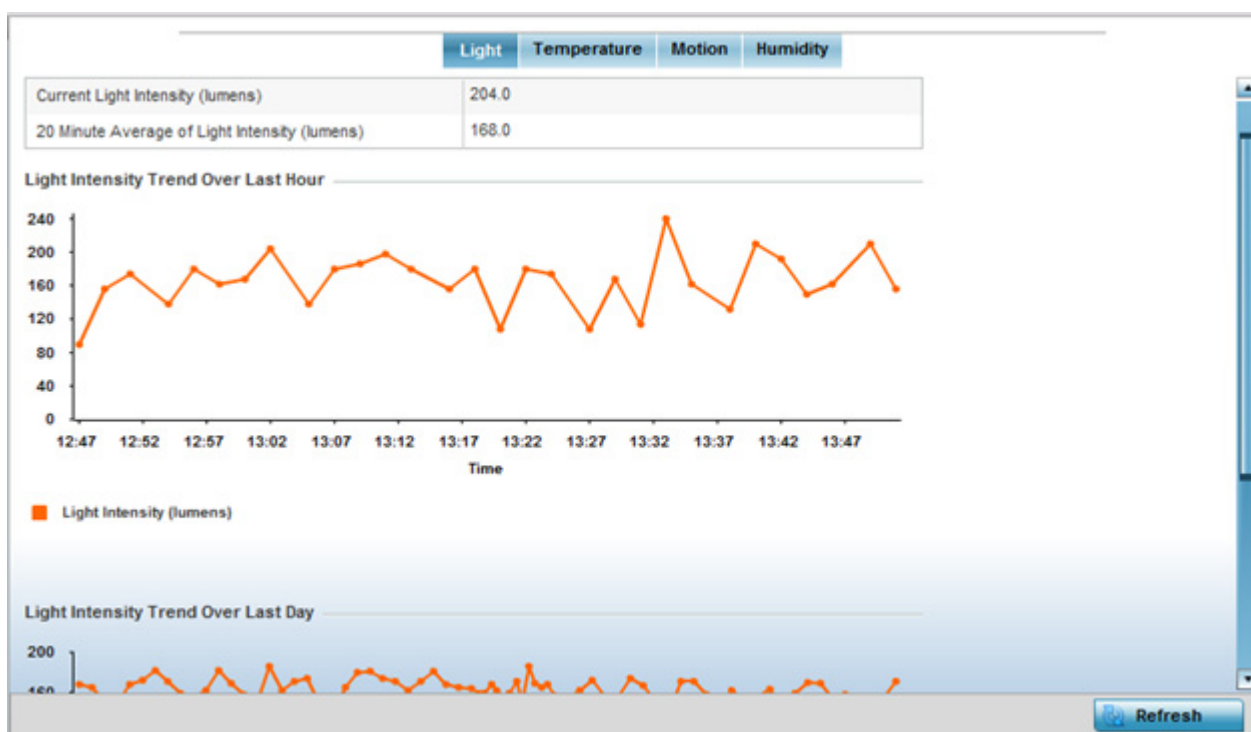 Light Temperature Motion Humidity
Current Light Intensity (lumens) 204.0
20 Minute Average of Light Intensity (lumens) 168.0
Light Intensity Trend Over Last Hour
240
200
160
120
80
40
0
12:47 12:52 12:57 13:02 13:07 13:12 13:17 13:22 13:27 13:32 13:37 13:42 13:47
Time
Light Intensity (lumens)
Light Intensity Trend Over Last Day
200
160
Refresh